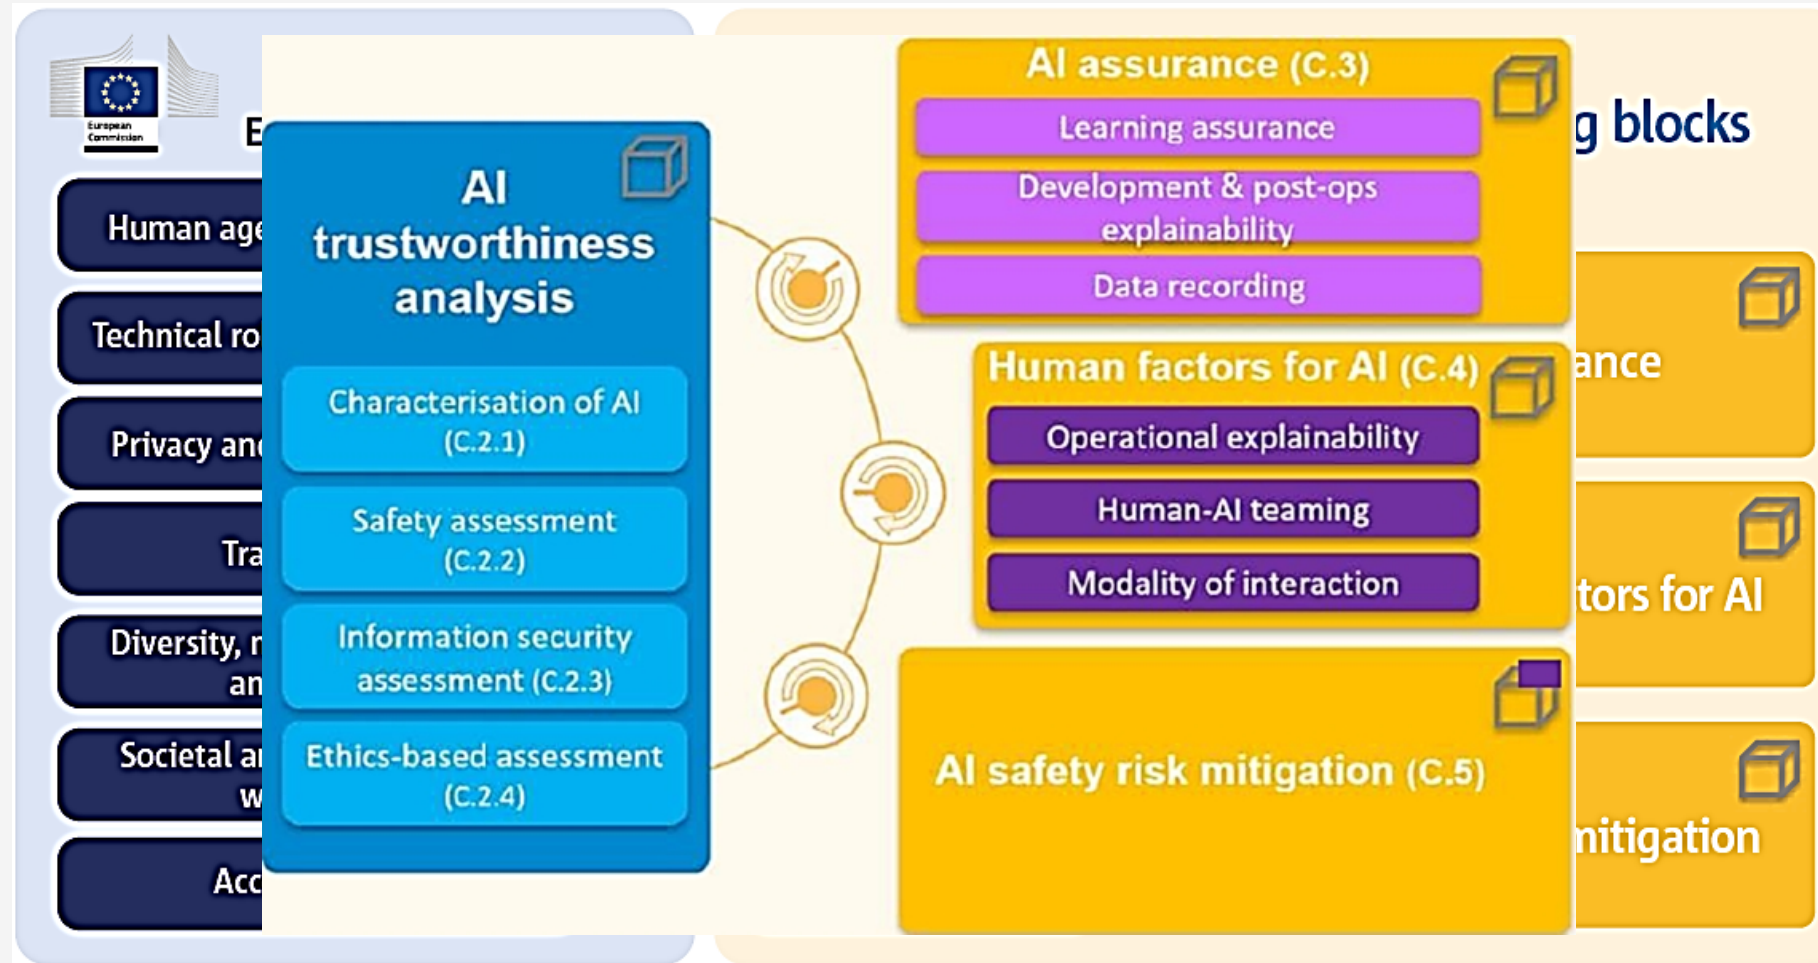 European
Commission
E
Human age
Technical ro
Privacy an
Tra
Diversity, n
an
Societal a
w
Acc
AI
trustworthiness
analysis
Characterisation of AI
(C.2.1)
Safety assessment
(C.2.2)
Information security
assessment (C.2.3)
Ethics-based assessment
(C.2.4)
AI assurance (C.3)
Learning assurance
Development & post-ops
explainability
Data recording
Human factors for AI (C.4)
Operational explainability
Human-AI teaming
Modality of interaction
AI safety risk mitigation (C.5)
g blocks
ance
tors for AI
mitigation